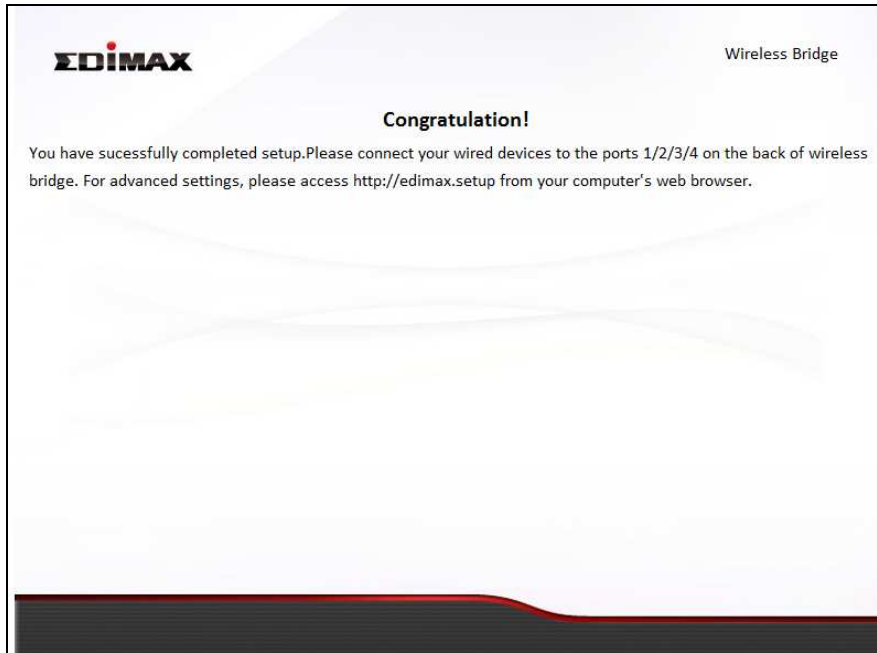 EDiMAX
Wireless Bridge
Congratulation!
You have sucessfully completed setup.Please connect your wired devices to the ports 1/2/3/4 on the back of wireless
bridge. For advanced settings, please access http://edimax.setup from your computer's web browser.